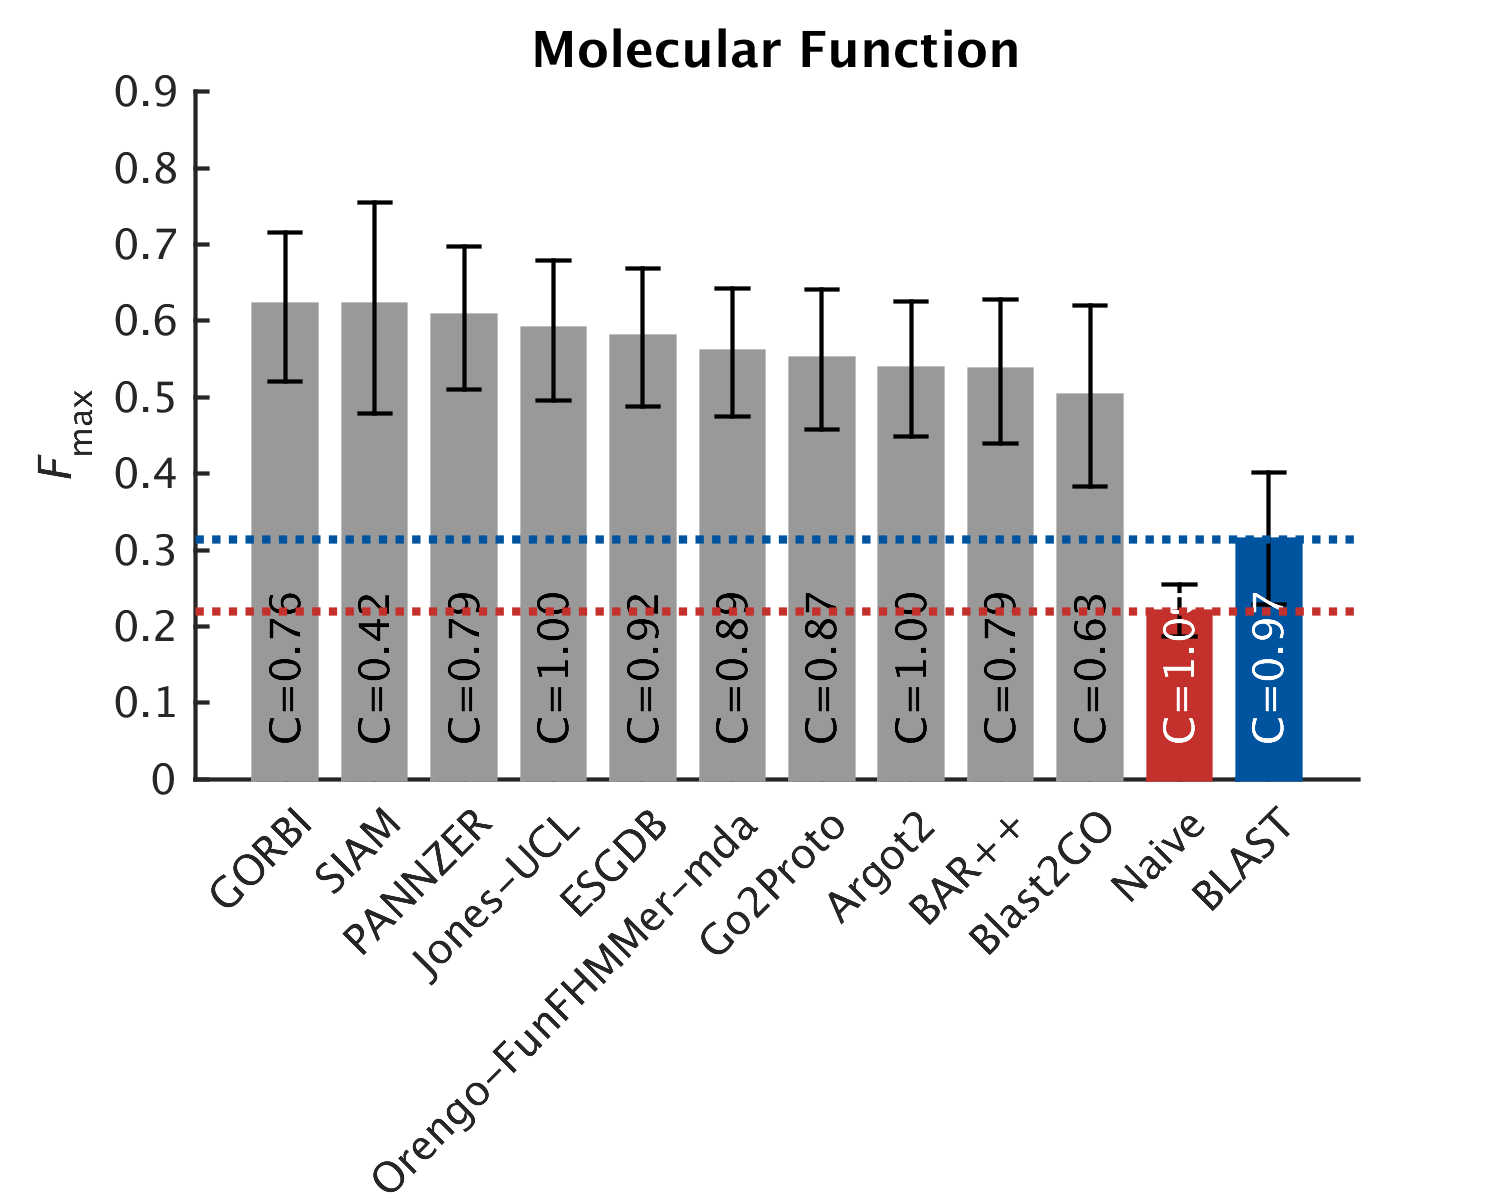 Molecular Function
0.9
0.8
0.7
0.6
0.5
0.4
0.3
0.2
0.1
0
Fmax
C=0.76
C=0.42
C=0.79
C=1.00
C=0.92
C=0.89
C=0.87
C=1.00
C=0.79
C=0.63
C=0.97
GORBI
SIAM
PANNZER
Jones-UCL
ESGDB
Orengo-FunFHMMer-mda
Go2Proto
Argot2
BAR++
Blast2GO
Naive
BLAST